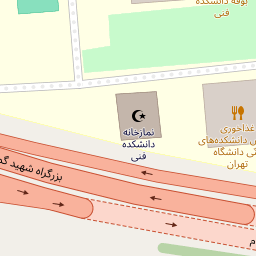 بوفه دانشکده
فنی
غذاخوری
دانشکده‌های
فنی دانشگاه
تهران
نمازخانه
دانشکده
فنی
بزرگراه شهید